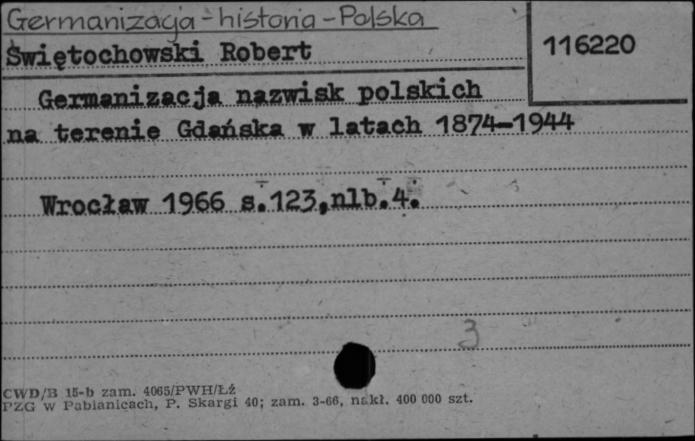 Germanizacja - historia - Polska
Świętochowski Robert
116220
Germanizacja nazwisk polskich
na terenie Gdańska w latach 1874-1944
Wrocław 1966 s.123,nlb.4.
3
CWD/B 15-b zam. 4065/PWH/Łź
PZG w Pabianicach, P. Skargi 40; zam. 3-66, nakł. 400 000 szt.